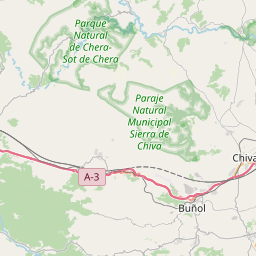 Parque
Natural
de Chera-
Sot de Chera
Paraje
Natural
Municipal
Sierra de
Chiva
Chiva
A-3
Buñol